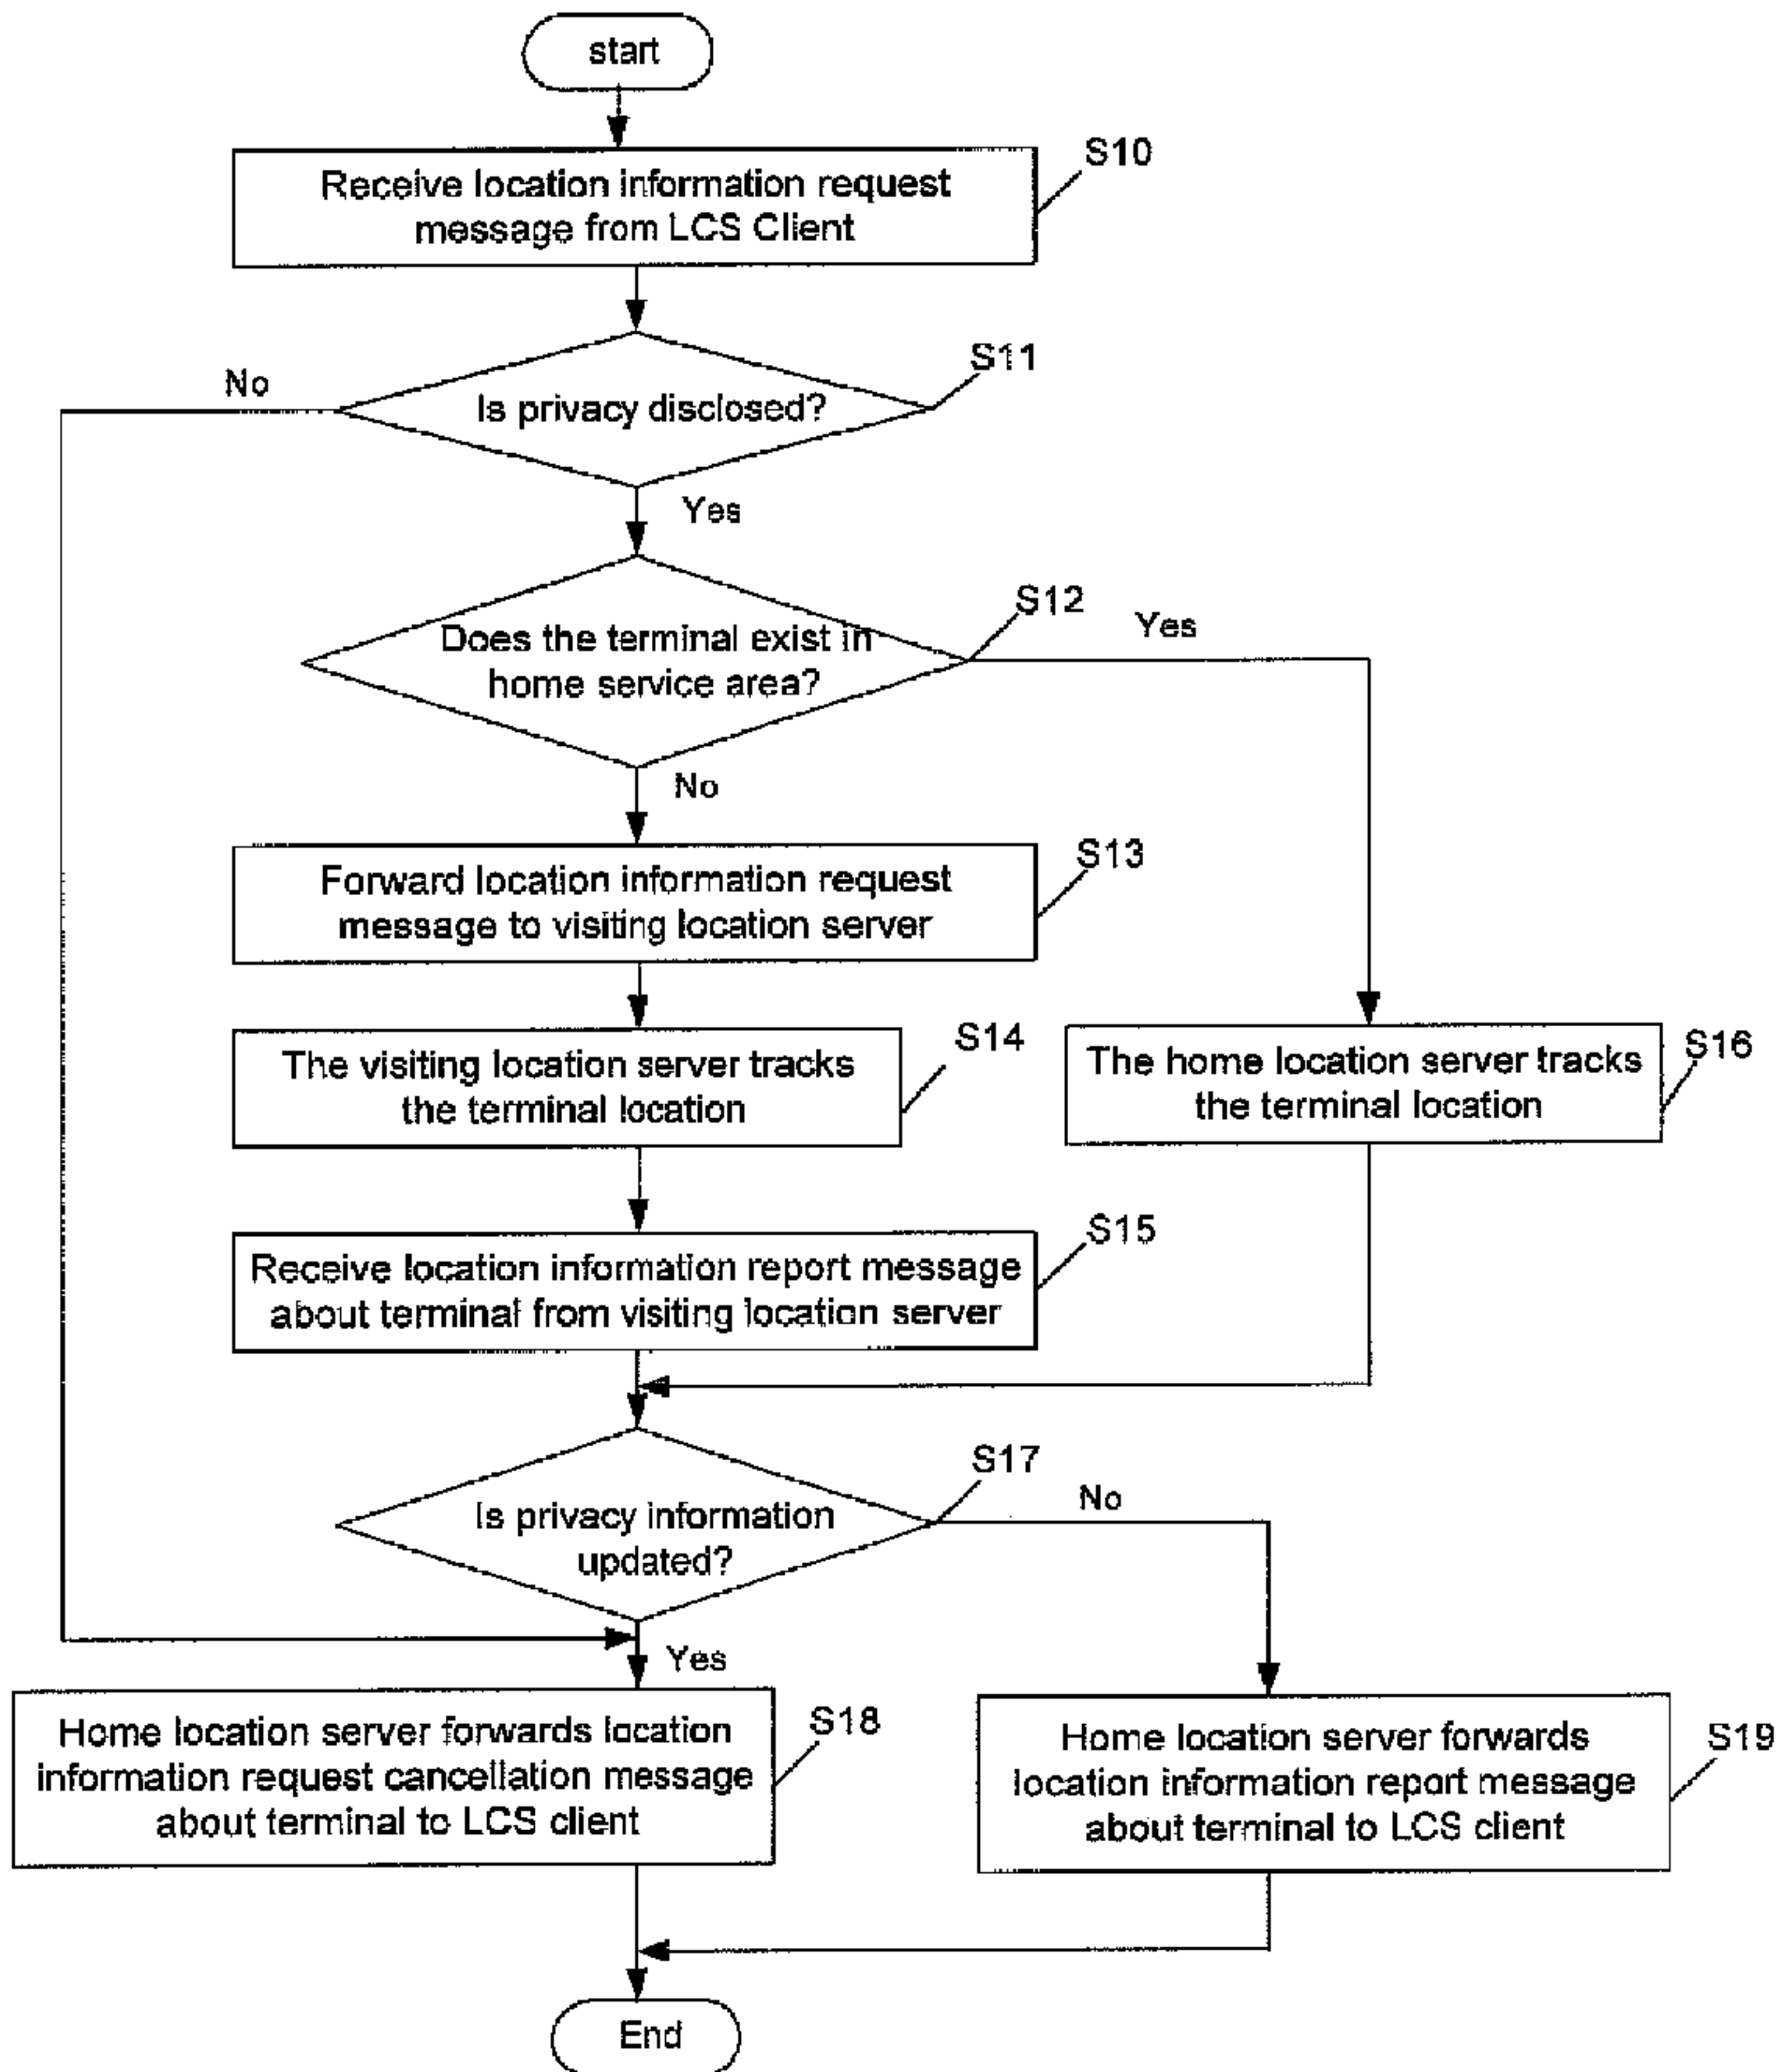 start
S10
Receive location information request
message from LCS Client
S11
No
Is privacy disclosed?
Yes
S12
Yes
Does the terminal exist in
home service area?
No
S13
Forward location information request
message to visiting location server
S14
The visiting location server tracks
the terminal location
S16
The home location server tracks
the terminal location
S15
Receive location information report message
about terminal from visiting location server
S17
No
Is privacy information
updated?
Yes
S18
Home location server forwards location
information request cancellation message
about terminal to LCS client
S19
Home location server forwards
location information report message
about terminal to LCS client
End